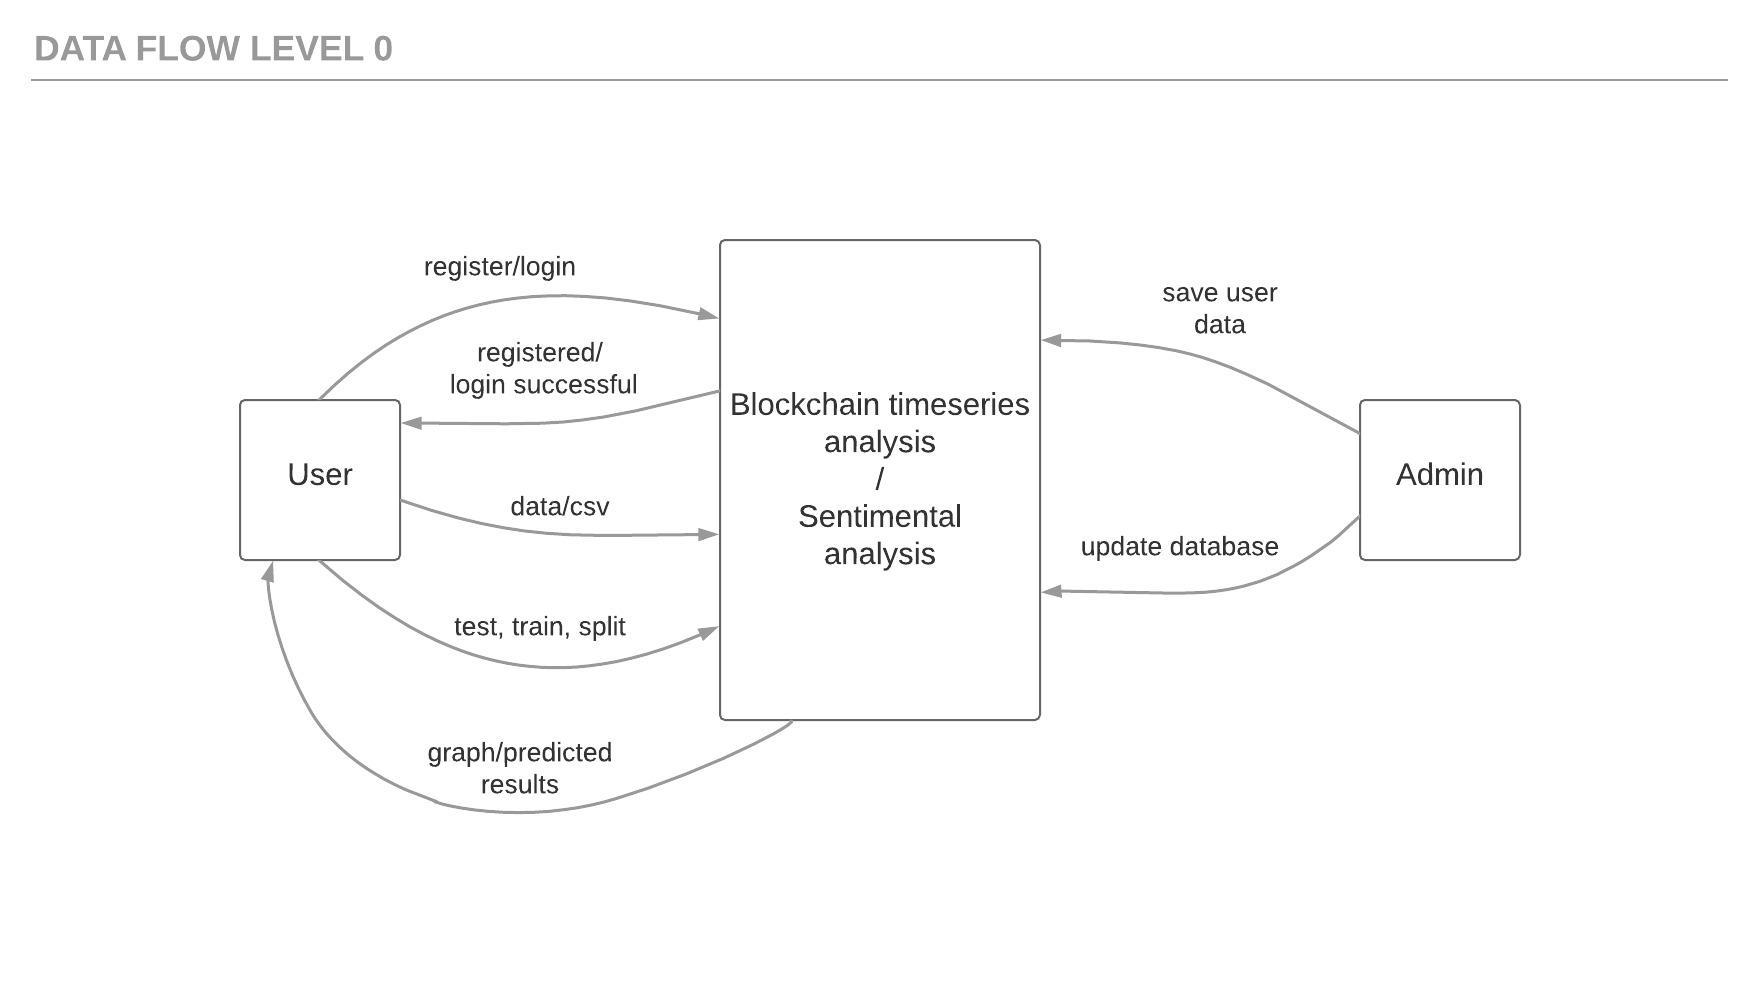 DATA FLOW LEVEL 0
register/login
save user
data
registered/
login successful
Blockchain timeseries
analysis
/
Sentimental
analysis
User
Admin
data/csv
update database
test, train, split
graph/predicted
results